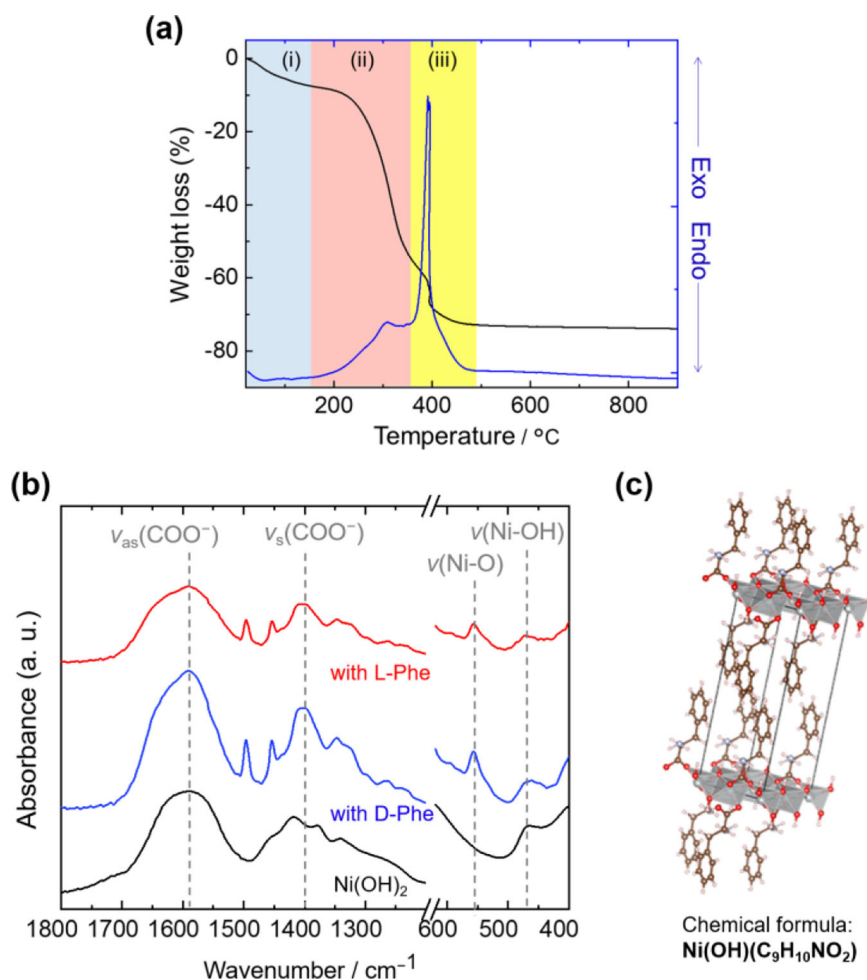 (a)
(i)
(ii)
(iii)
0
-20
-40
-60
-80
Weight loss (%)
200
400
600
800
Temperature / °C
Exo
Endo
(b)
νas(COO⁻)
νs(COO⁻)
ν(Ni-OH)
ν(Ni-O)
with L-Phe
with D-Phe
Ni(OH)₂
Absorbance (a. u.)
1800 1700 1600 1500 1400 1300 600 500 400
Wavenumber / cm⁻¹
(c)
Chemical formula:
Ni(OH)(C₉H₁₀NO₂)